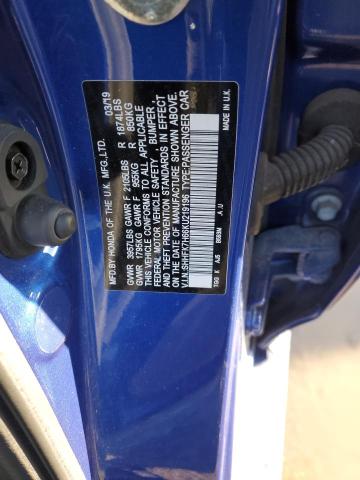 MFD.BY HONDA OF THE U.K. MFG.,LTD. 03/19
GVWR 3957LBS GAWR F 2105LBS R 1874LBS
GVWR 1795KG GAWR F 955KG R 850KG
THIS VEHICLE CONFORMS TO ALL APPLICABLE
FEDERAL MOTOR VEHICLE SAFETY, BUMPER,
AND THEFT PREVENTION STANDARDS IN EFFECT
ON THE DATE OF MANUFACTURE SHOWN ABOVE.
V.I.N. TYPE:PASSENGER CAR
A,U
MADE IN U.K.